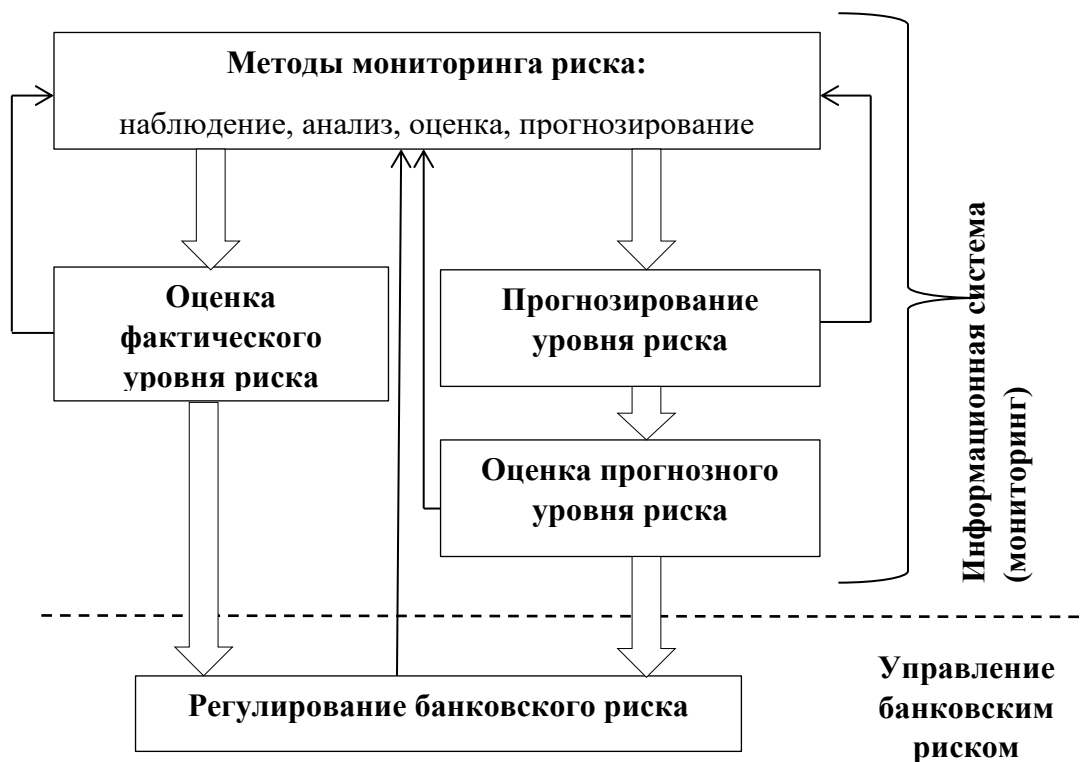 Методы мониторинга риска:
наблюдение, анализ, оценка, прогнозирование
Оценка
фактического
уровня риска
Прогнозирование
уровня риска
Оценка прогнозного
уровня риска
Информационная система
(мониторинг)
Регулирование банковского риска
Управление
банковским
риском